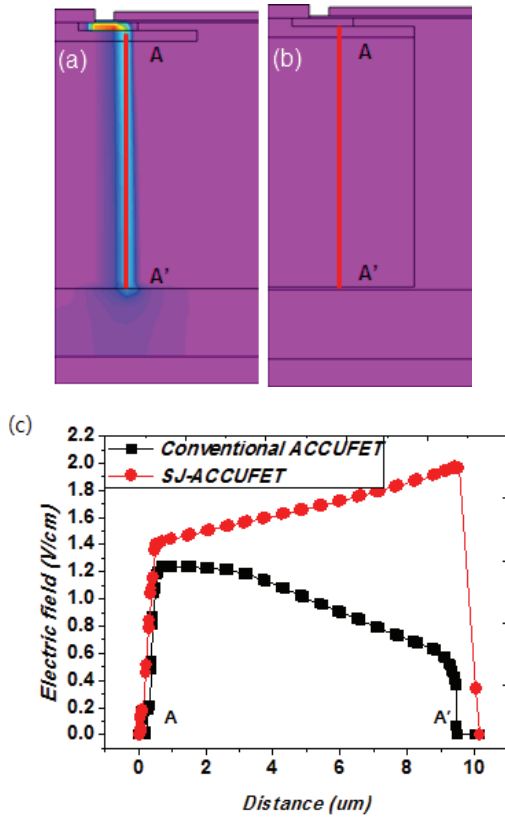 (a)
A
A'
(b)
A
A'
(c)
Conventional ACCUFET
SJ-ACCUFET
Electric field (V/cm)
2.2
2.0
1.8
1.6
1.4
1.2
1.0
0.8
0.6
0.4
0.2
0.0
A
A'
0
2
4
6
8
10
Distance (um)